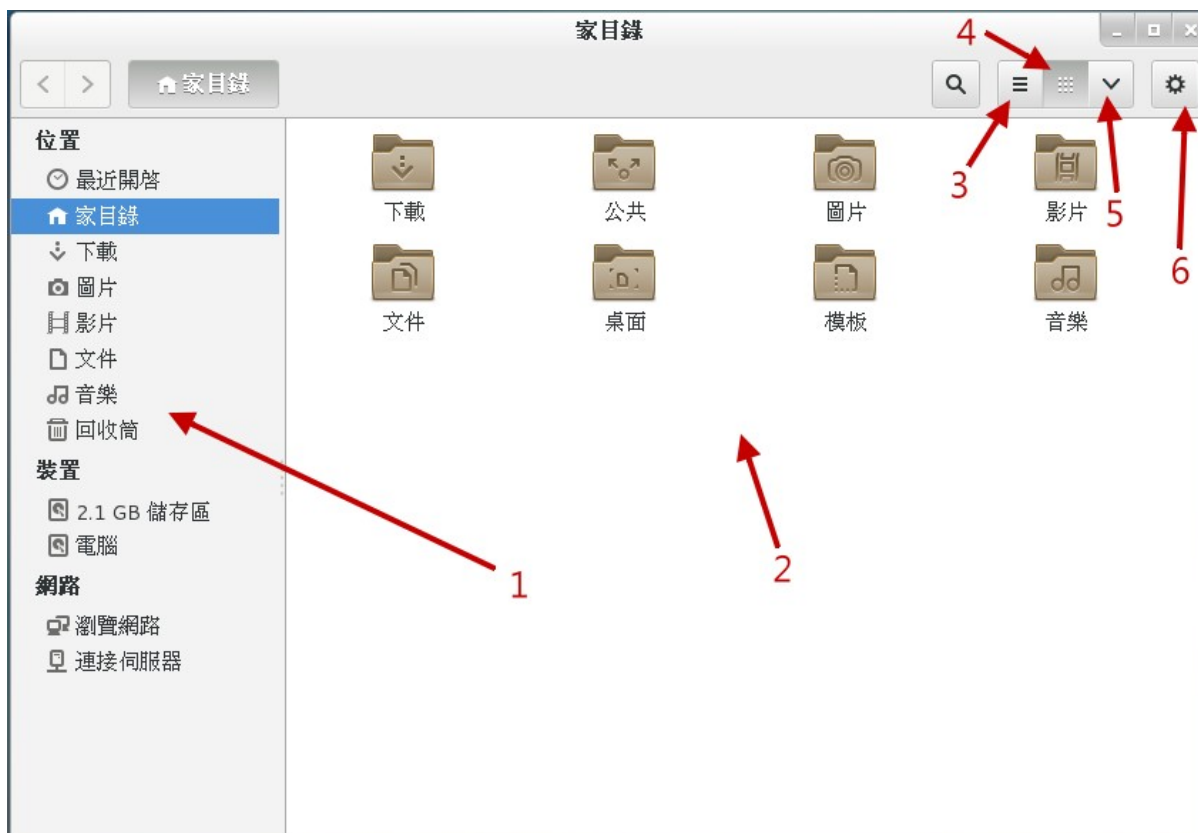 家目錄
4
家目錄
3
5
6
位置
最近開啓
家目錄
下載
圖片
影片
文件
音樂
回收筒
裝置
2.1 GB 儲存區
電腦
網路
瀏覽網路
連接伺服器
下載 公共 圖片 影片
文件 桌面 模板 音樂
1
2